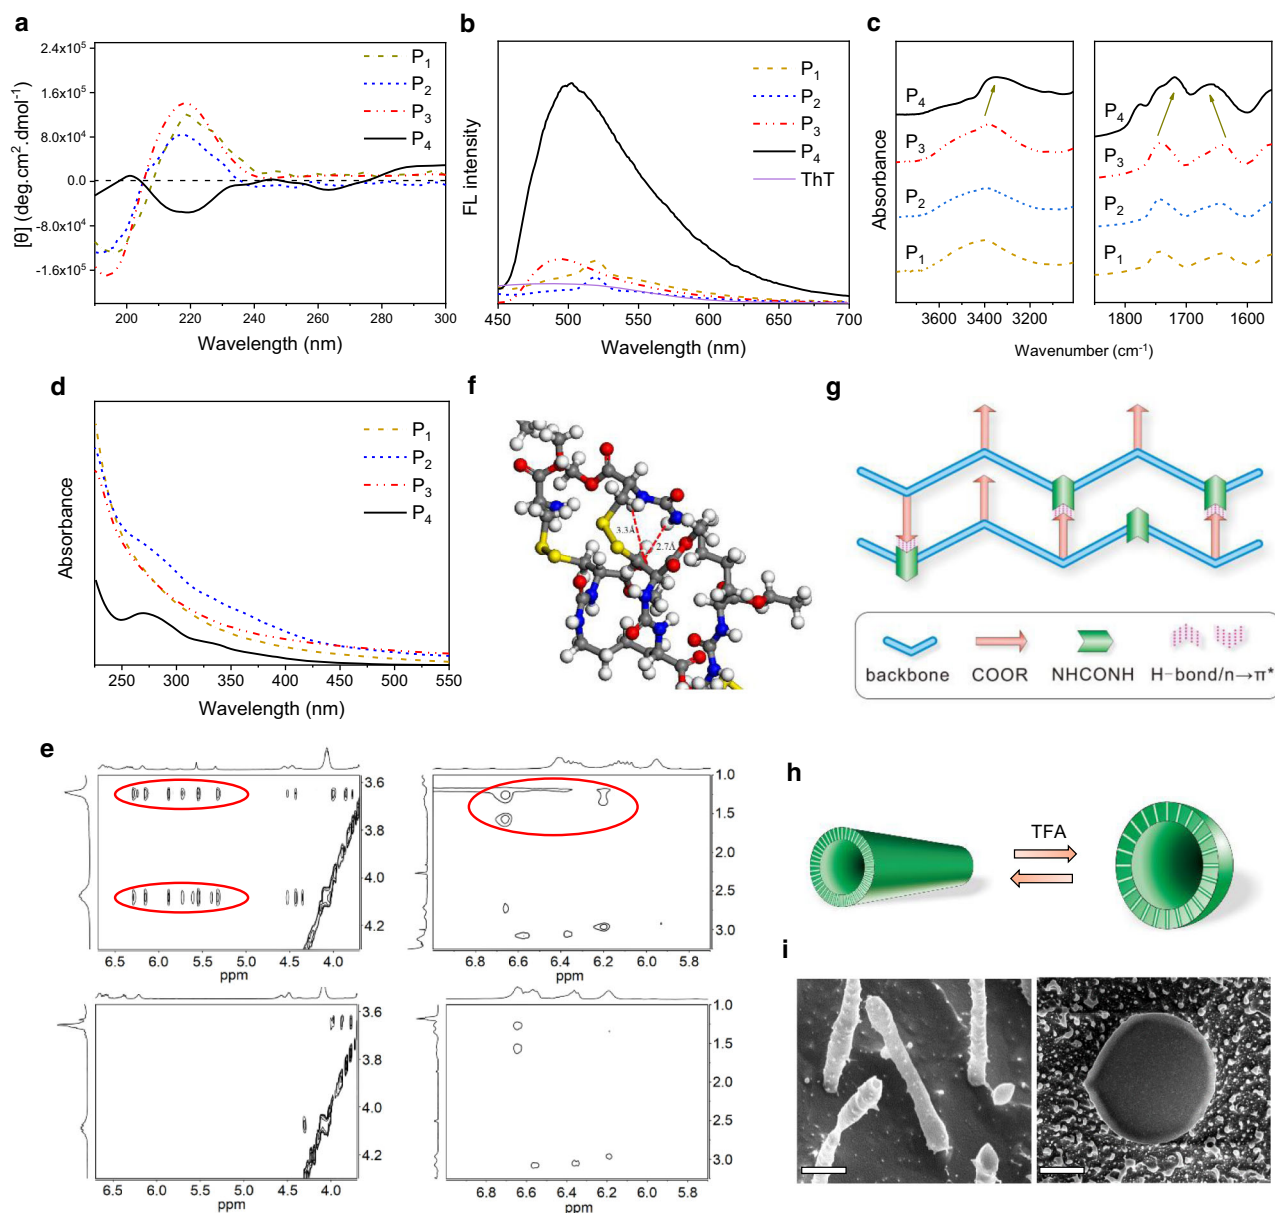 a
2.4x10⁵
1.6x10⁵
8.0x10⁴
0.0
-8.0x10⁴
-1.6x10⁵
[θ] (deg.cm².dmol⁻¹)
P₁
P₂
P₃
P₄
200 220 240 260 280 300
Wavelength (nm)
b
FL intensity
P₁
P₂
P₃
P₄
ThT
450 500 550 600 650 700
Wavelength (nm)
c
Absorbance
P₄
P₃
P₂
P₁
3600 3400 3200
1800 1700 1600
Wavenumber (cm⁻¹)
d
Absorbance
P₁
P₂
P₃
P₄
250 300 350 400 450 500 550
Wavelength (nm)
f
3.3Å
2.7Å
g
backbone COOR NHCONH H−bond/n→π*
e
3.6
3.8
4.0
4.2
6.5 6.0 5.5 5.0 4.5 4.0
ppm
1.0
1.5
2.0
2.5
3.0
6.8 6.6 6.4 6.2 6.0 5.8
ppm
3.6
3.8
4.0
4.2
6.5 6.0 5.5 5.0 4.5 4.0
ppm
1.0
1.5
2.0
2.5
3.0
6.8 6.6 6.4 6.2 6.0 5.8
ppm
h
TFA
i